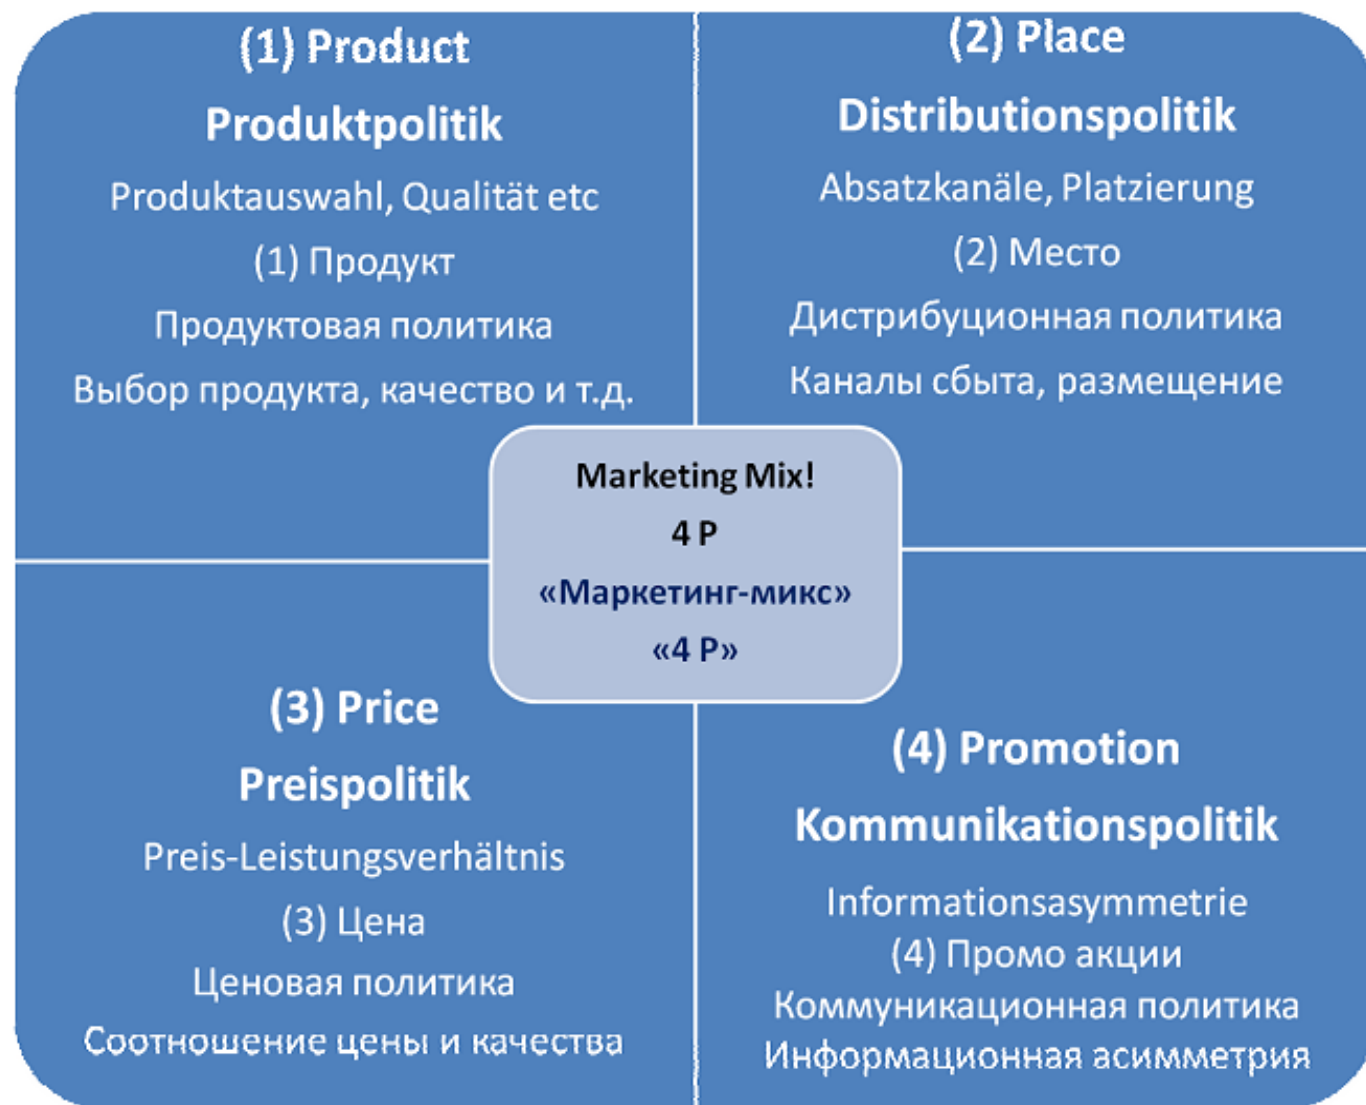 (1) Product
Produktpolitik
Produktauswahl, Qualität etc
(1) Продукт
Продуктовая политика
Выбор продукта, качество и т.д.
(2) Place
Distributionspolitik
Absatzkanäle, Platzierung
(2) Место
Дистрибуционная политика
Каналы сбыта, размещение
Marketing Mix!
4 P
«Маркетинг-микс»
«4 P»
(3) Price
Preispolitik
Preis-Leistungsverhältnis
(3) Цена
Ценовая политика
Соотношение цены и качества
(4) Promotion
Kommunikationspolitik
Informationsasymmetrie
(4) Промо акции
Коммуникационная политика
Информационная асимметрия